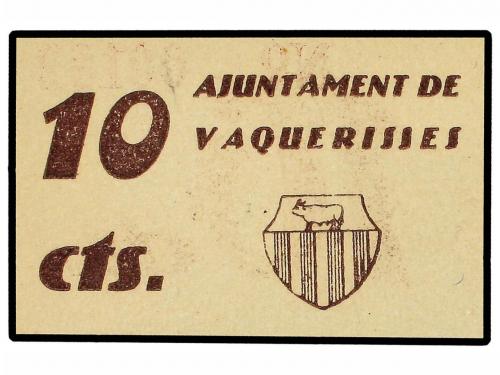 10 cts.
AJUNTAMENT DE
VAQUERISSES